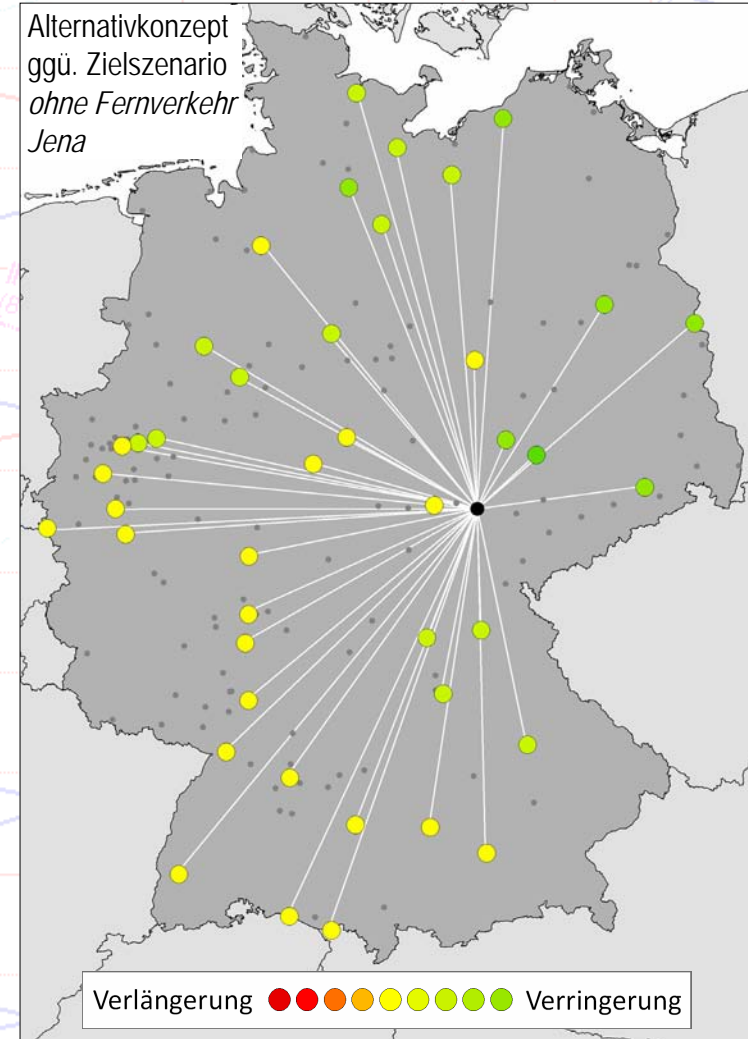 Alternativkonzept
ggü. Zielszenario
ohne Fernverkehr
Jena
Verlängerung Verringerung